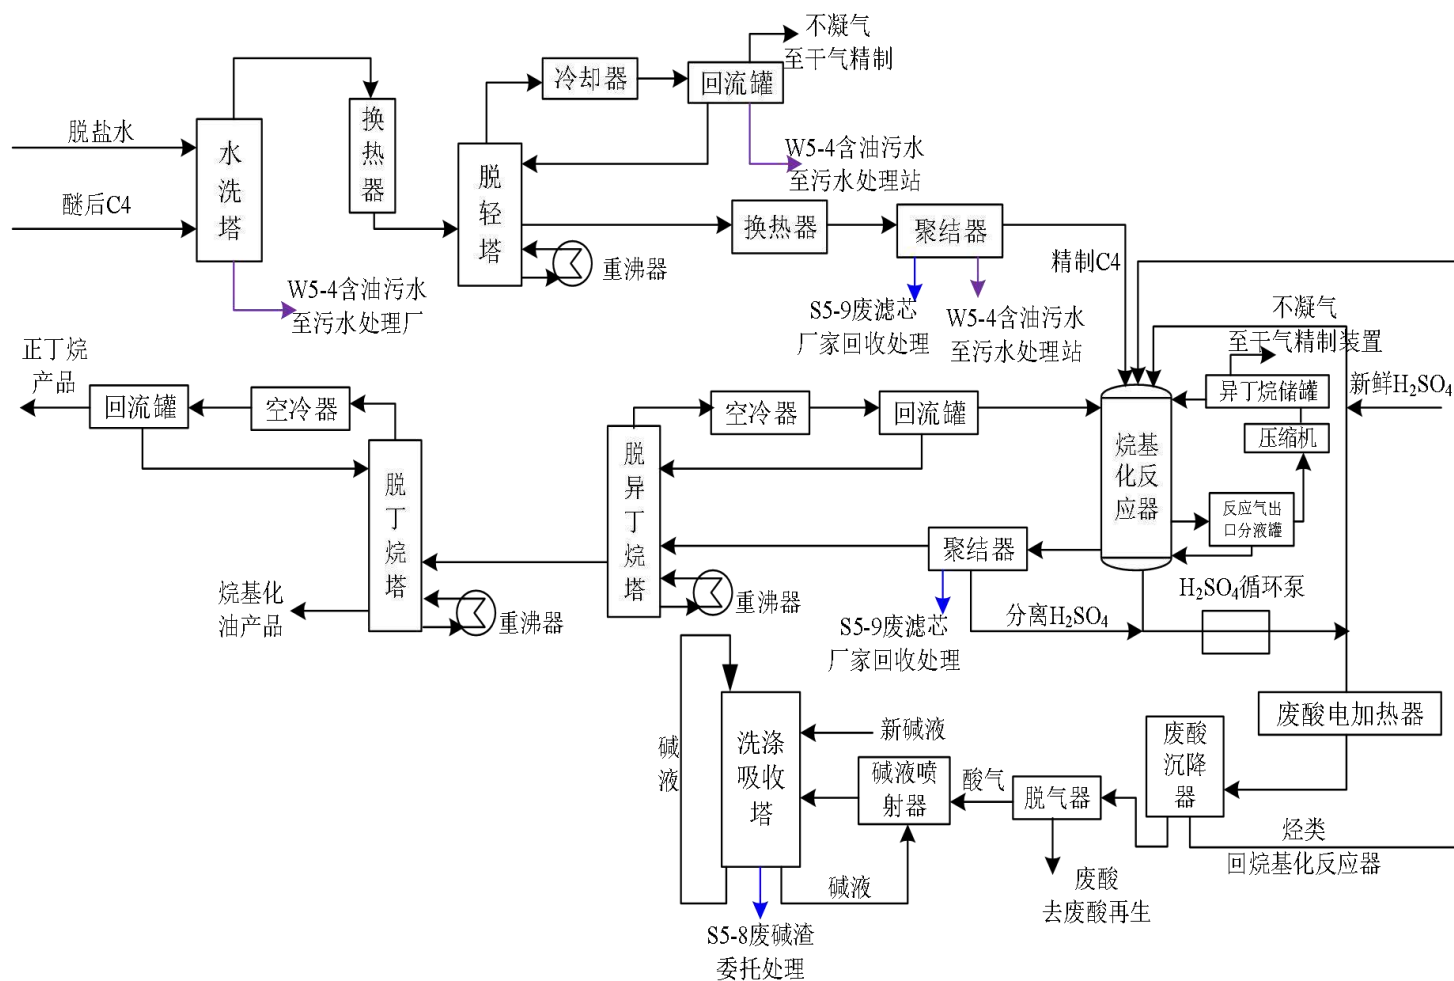 脱盐水
醚后C4
水洗塔
W5-4含油污水
至污水处理厂
换热器
脱轻塔
冷却器
回流罐
不凝气
至干气精制
W5-4含油污水
至污水处理站
重沸器
换热器
聚结器
S5-9废滤芯
厂家回收处理
W5-4含油污水
至污水处理站
精制C4
不凝气
至干气精制装置
异丁烷储罐
新鲜H₂SO₄
压缩机
烷基
化反
应器
反应气出
口分液罐
H₂SO₄循环泵
正丁烷
产品
回流罐
空冷器
脱丁烷塔
烷基化
油产品
重沸器
脱异丁烷塔
空冷器
回流罐
重沸器
聚结器
S5-9废滤芯
厂家回收处理
分离H₂SO₄
废酸电加热器
废酸
沉降
器
烃类
回烷基化反应器
脱气器
废酸
去废酸再生
酸气
碱液喷
射器
新碱液
洗涤
吸收
塔
碱液
碱液
S5-8废碱渣
委托处理